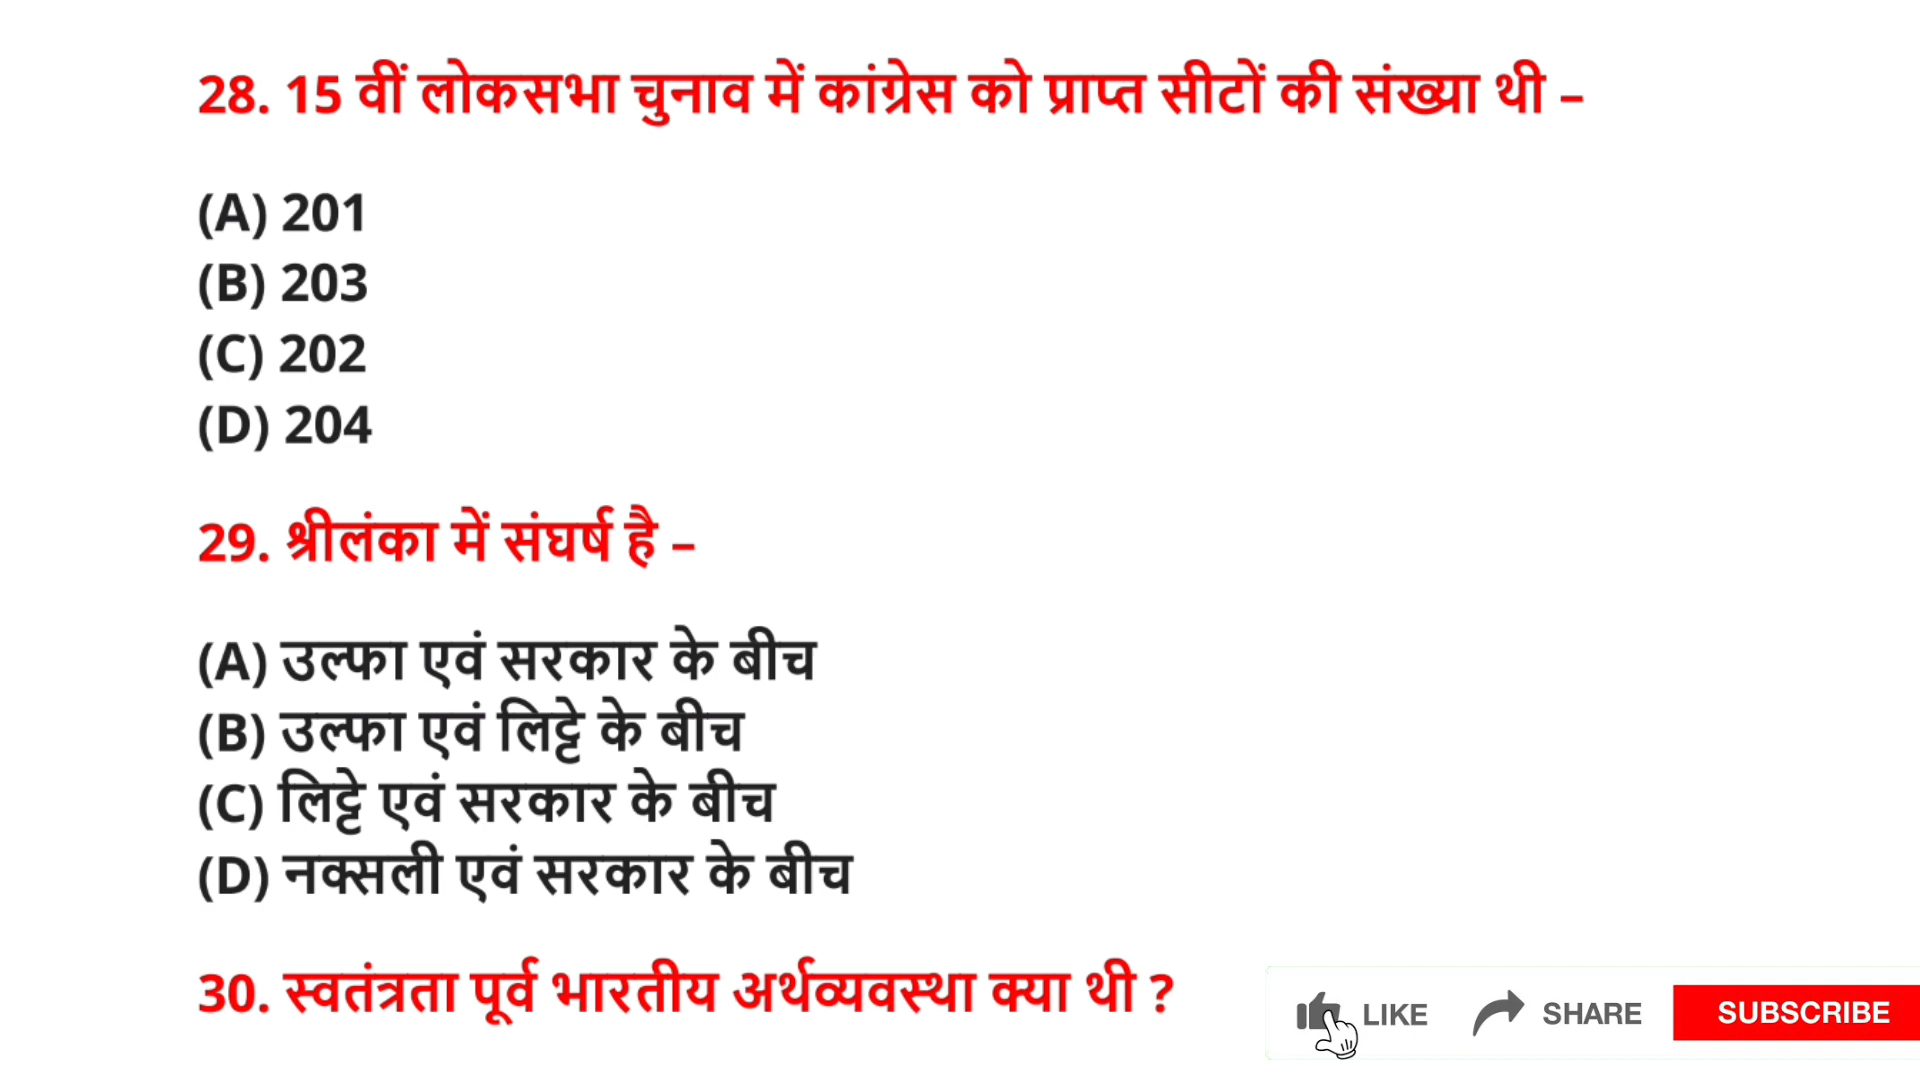 28. 15 वीं लोकसभा चुनाव में कांग्रेस को प्राप्त सीटों की संख्या थी –
(A) 201
(B) 203
(C) 202
(D) 204
29. श्रीलंका में संघर्ष है –
(A) उल्फा एवं सरकार के बीच
(B) उल्फा एवं लिट्टे के बीच
(C) लिट्टे एवं सरकार के बीच
(D) नक्सली एवं सरकार के बीच
30. स्वतंत्रता पूर्व भारतीय अर्थव्यवस्था क्या थी ?
LIKE SHARE SUBSCRIBE